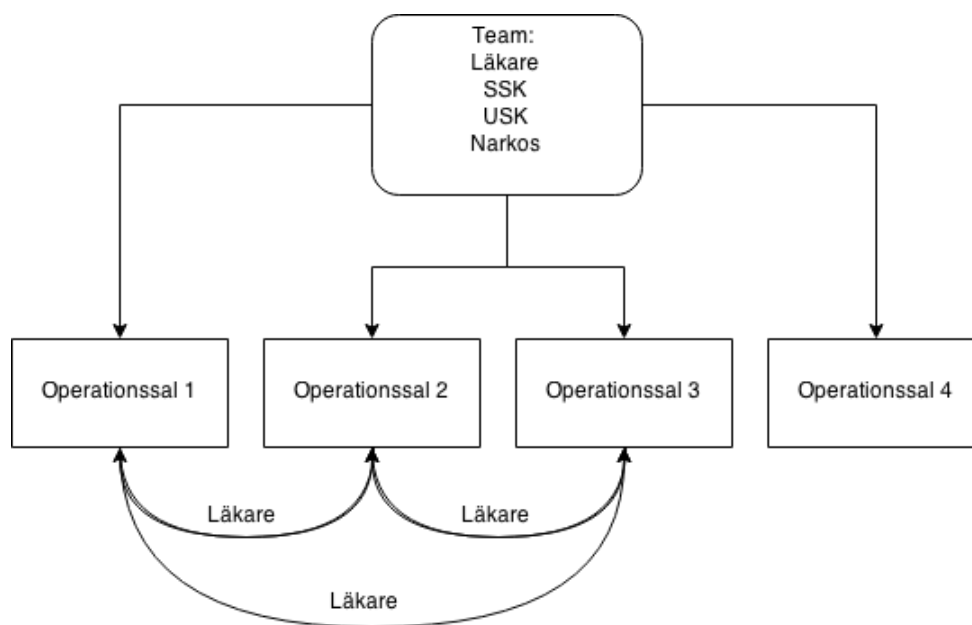 Team:
Läkare
SSK
USK
Narkos
Operationssal 1
Operationssal 2
Operationssal 3
Operationssal 4
Läkare
Läkare
Läkare